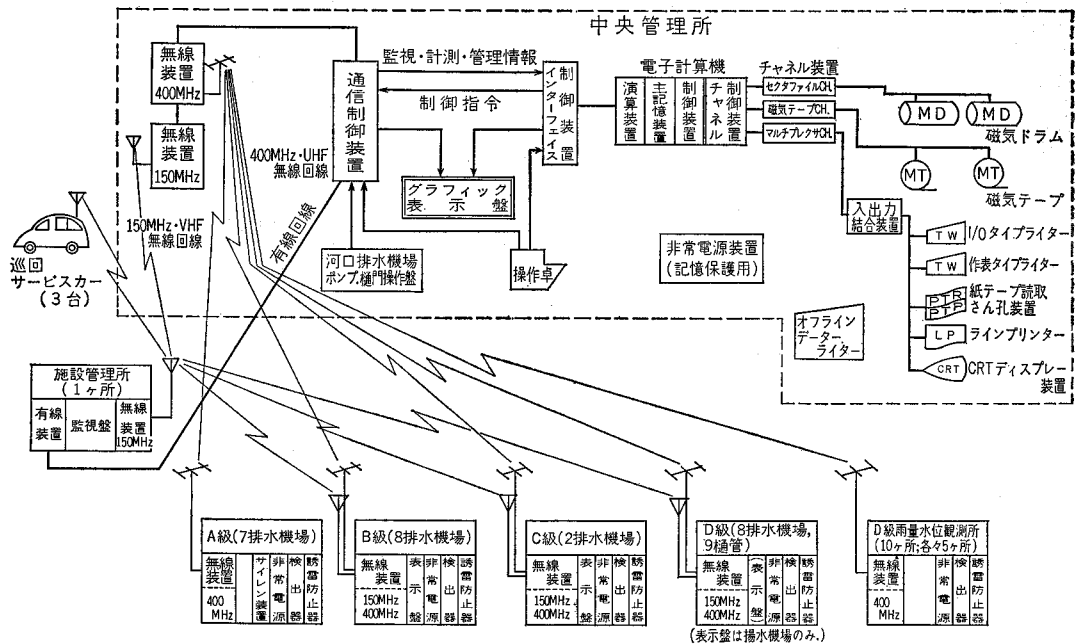 中央管理所
無線装置
400MHz
無線装置
150MHz
通信制御装置
監視・計測・管理情報
制御指令
インターフェイス
制御装置
電子計算機
演算装置
主記憶装置
制御装置
チャネル
制御装置
チャネル装置
セクタファイルCH.
磁気テープCH.
マルチプレクサCH.
MD
MD
磁気ドラム
MT
MT
磁気テープ
入出力
結合装置
TW
I/Oタイプライター
TW
作表タイプライター
PTR
PTP
紙テープ読取
さん孔装置
LP
ラインプリンター
CRT
CRTディスプレー
装置
400MHz・UHF
無線回線
グラフィック
表示盤
150MHz・VHF
無線回線
有線回線
河口排水機場
ポンプ,樋門操作盤
操作卓
非常電源装置
(記憶保護用)
オフライン
データー
ライター
巡回
サービスカー
(3台)
施設管理所
(1ヶ所)
有線装置
監視盤
無線装置
150MHz
A級(7排水機場)
無線装置
400
MHz
サイレン装置
非常電源
検出器
誘雷防止器
B級(8排水機場)
無線
装置
150MHz
400MHz
表示盤
非常電源
検出器
誘雷防止器
C級(2排水機場)
無線
装置
150MHz
400MHz
表示盤
非常電源
検出器
誘雷防止器
D級(8排水機場,
9樋管)
無線
装置
150MHz
400MHz
(表示盤)
非常電源
検出器
誘雷防止器
(表示盤は揚水機場のみ.)
D級雨量水位観測所
(10ヶ所;各々5ヶ所)
無線
装置
400
MHz
非常電源
検出器
誘雷防止器